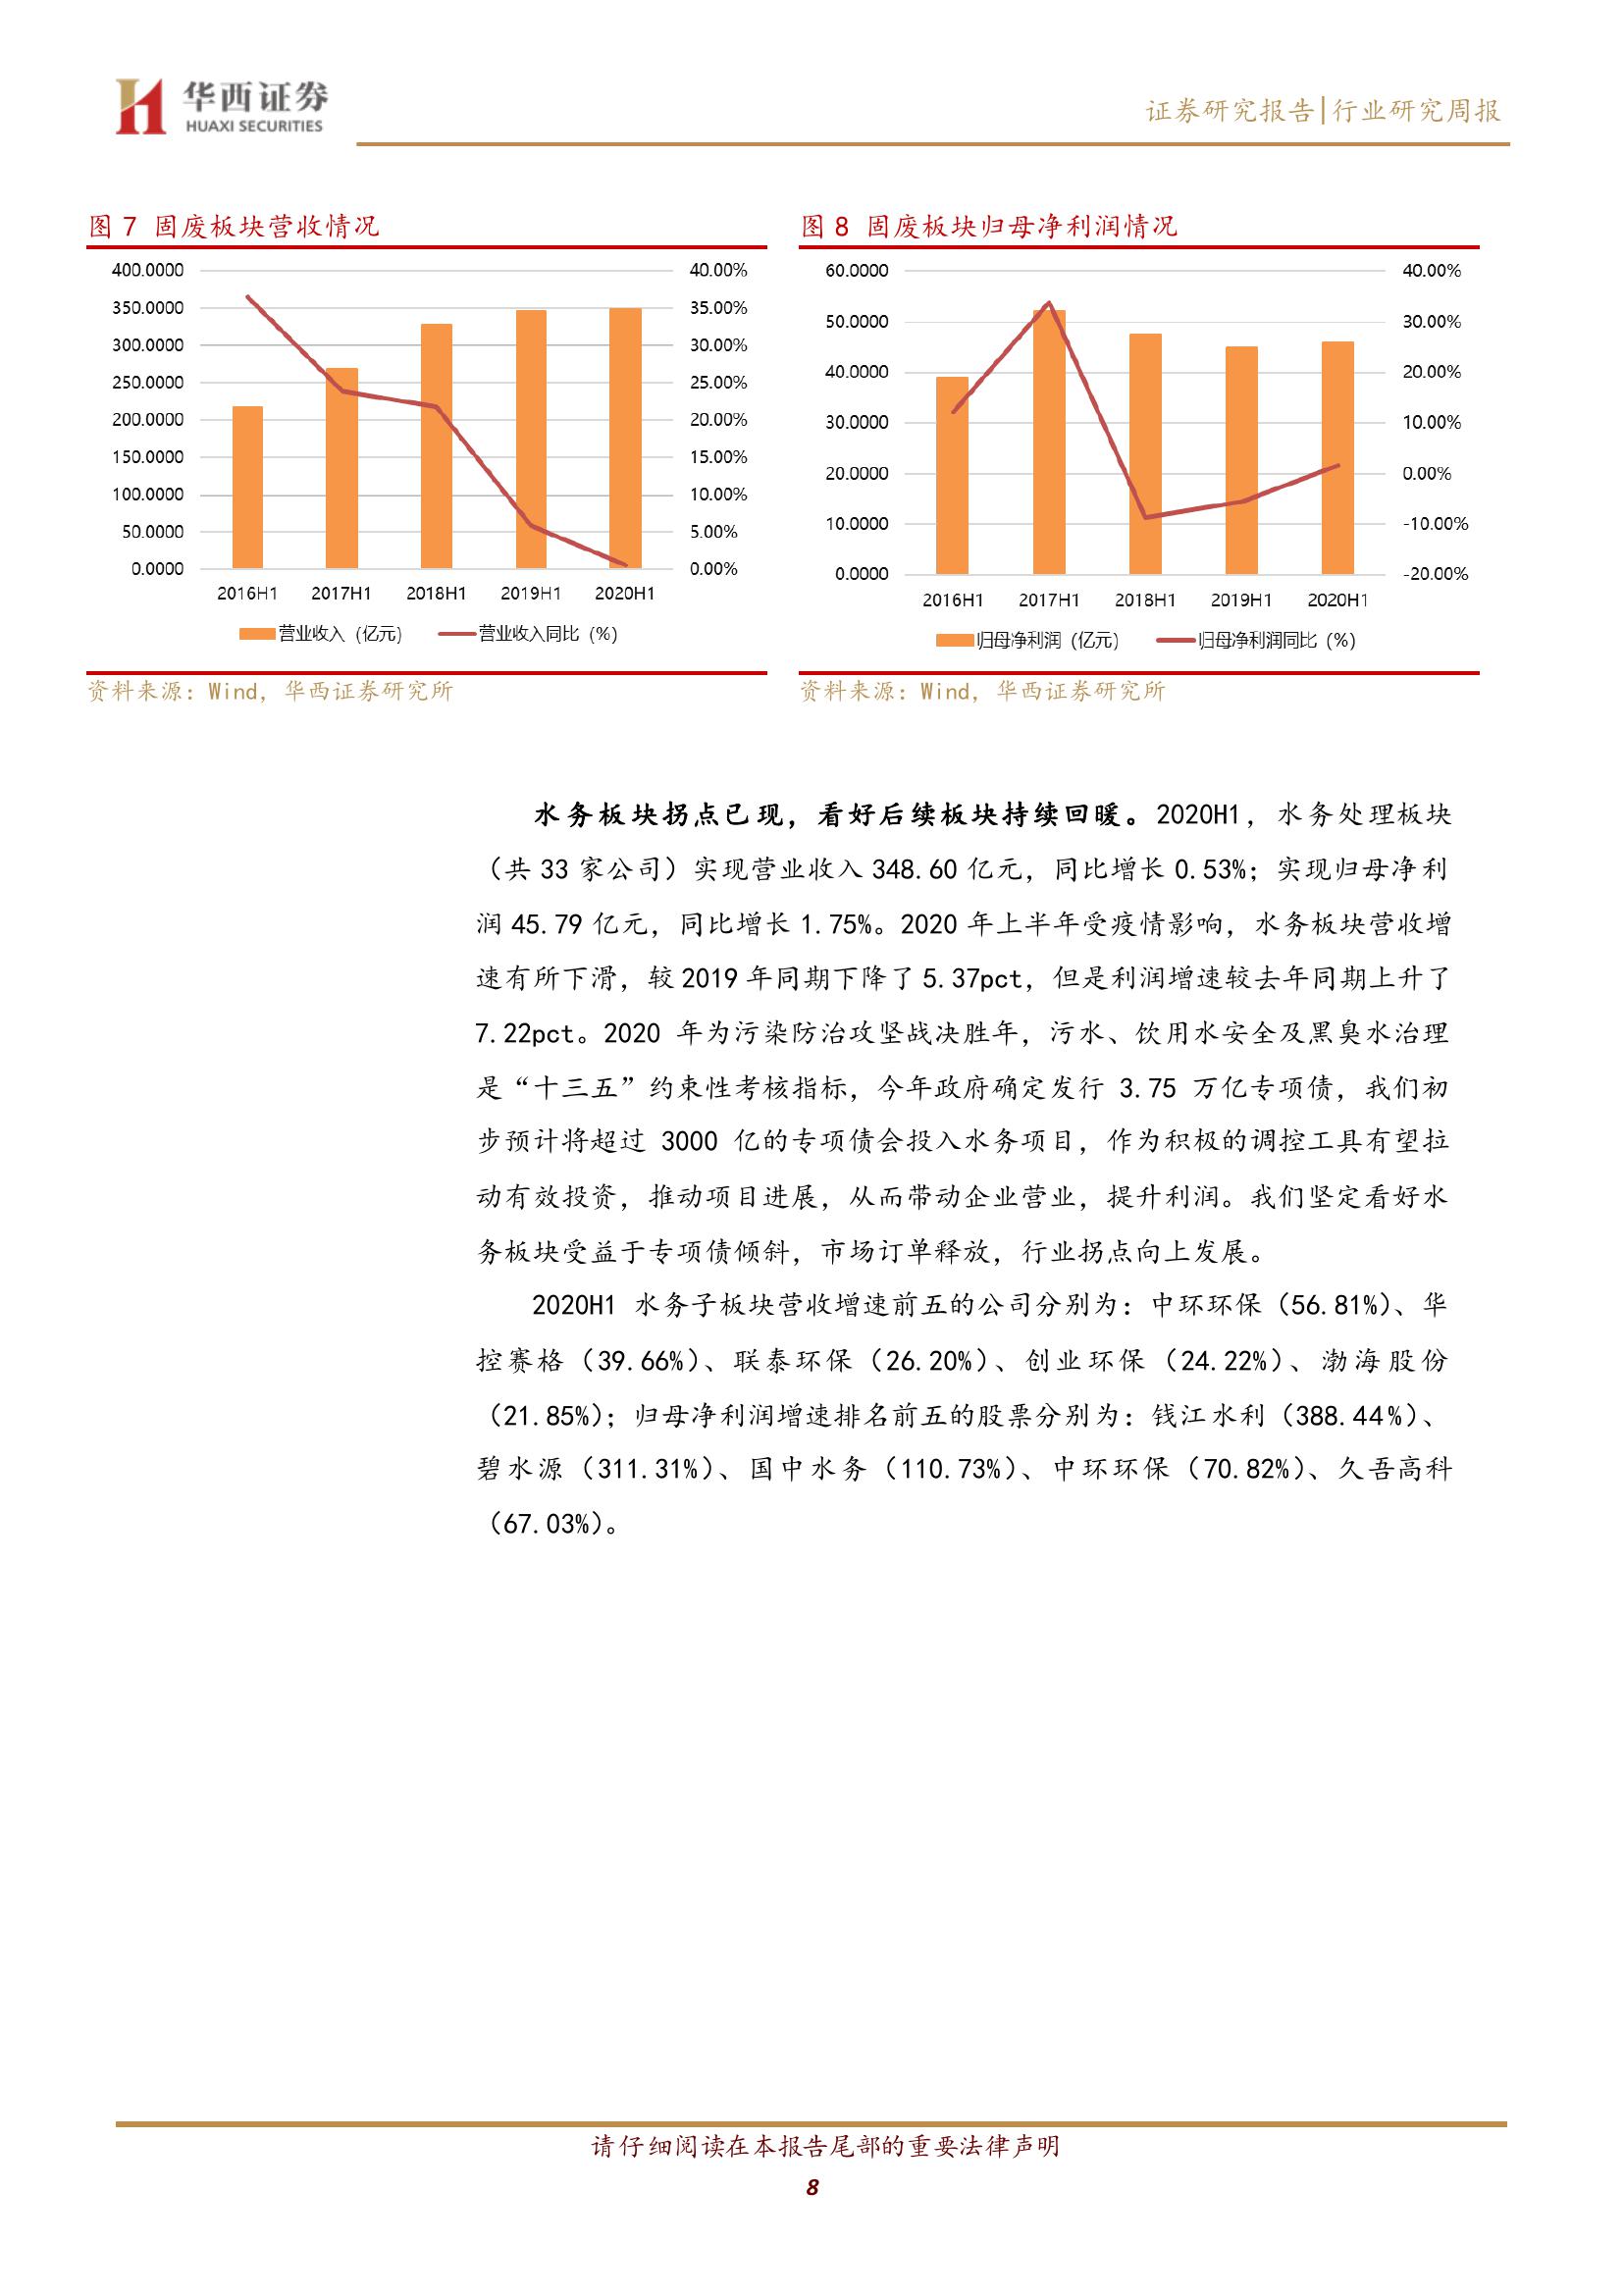 华西证券
HUAXI SECURITIES
证券研究报告|行业研究周报
图 7 固废板块营收情况
400.0000
350.0000
300.0000
250.0000
200.0000
150.0000
100.0000
50.0000
0.0000
40.00%
35.00%
30.00%
25.00%
20.00%
15.00%
10.00%
5.00%
0.00%
2016H1 2017H1 2018H1 2019H1 2020H1
营业收入（亿元） 营业收入同比（%）
资料来源：Wind，华西证券研究所
图 8 固废板块归母净利润情况
60.0000
50.0000
40.0000
30.0000
20.0000
10.0000
0.0000
40.00%
30.00%
20.00%
10.00%
0.00%
-10.00%
-20.00%
2016H1 2017H1 2018H1 2019H1 2020H1
归母净利润（亿元） 归母净利润同比（%）
资料来源：Wind，华西证券研究所
水务板块拐点已现，看好后续板块持续回暖。2020H1，水务处理板块
（共 33 家公司）实现营业收入 348.60 亿元，同比增长 0.53%；实现归母净利
润 45.79 亿元，同比增长 1.75%。2020 年上半年受疫情影响，水务板块营收增
速有所下滑，较 2019 年同期下降了 5.37pct，但是利润增速较去年同期上升了
7.22pct。2020 年为污染防治攻坚战决胜年，污水、饮用水安全及黑臭水治理
是“十三五”约束性考核指标，今年政府确定发行 3.75 万亿专项债，我们初
步预计将超过 3000 亿的专项债会投入水务项目，作为积极的调控工具有望拉
动有效投资，推动项目进展，从而带动企业营业，提升利润。我们坚定看好水
务板块受益于专项债倾斜，市场订单释放，行业拐点向上发展。
2020H1 水务子板块营收增速前五的公司分别为：中环环保（56.81%）、华
控赛格（39.66%）、联泰环保（26.20%）、创业环保（24.22%）、渤海股份
（21.85%）；归母净利润增速排名前五的股票分别为：钱江水利（388.44%）、
碧水源（311.31%）、国中水务（110.73%）、中环环保（70.82%）、久吾高科
（67.03%）。
请仔细阅读在本报告尾部的重要法律声明
8